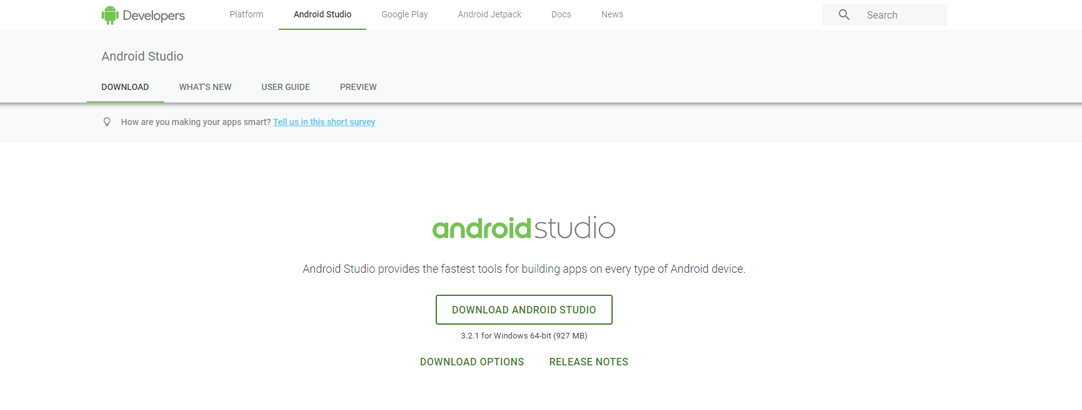 Developers Platform Android Studio Google Play Android Jetpack Docs News Search
Android Studio
DOWNLOAD WHAT'S NEW USER GUIDE PREVIEW
How are you making your apps smart? Tell us in this short survey
androidstudio
Android Studio provides the fastest tools for building apps on every type of Android device.
DOWNLOAD ANDROID STUDIO
3.2.1 for Windows 64-bit (927 MB)
DOWNLOAD OPTIONS RELEASE NOTES